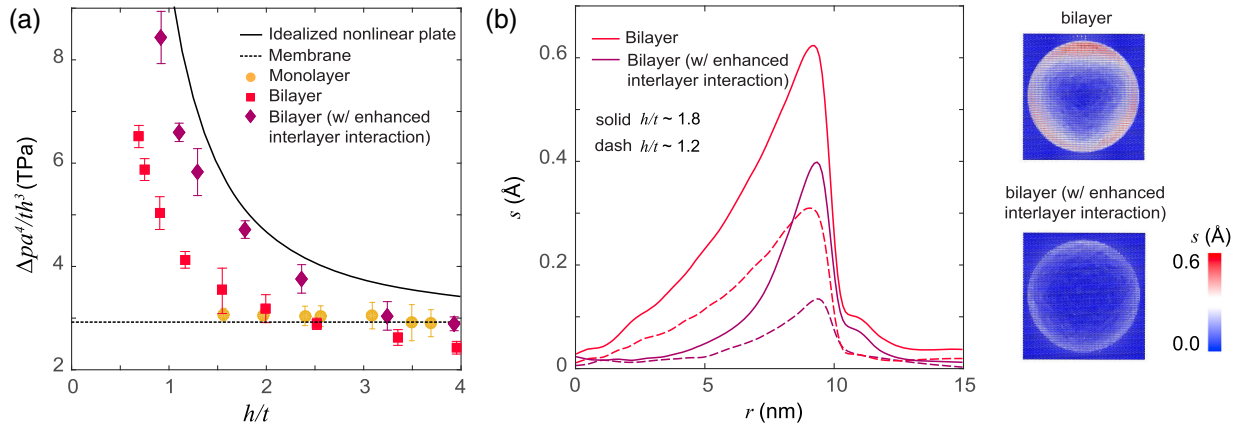 (a)
Idealized nonlinear plate
Membrane
Monolayer
Bilayer
Bilayer (w/ enhanced
interlayer interaction)
Δpa⁴/th³ (TPa)
8
6
4
2
0
1
2
3
4
h/t
(b)
Bilayer
Bilayer (w/ enhanced
interlayer interaction)
solid h/t ~ 1.8
dash h/t ~ 1.2
s (Å)
0.6
0.4
0.2
0
0
5
10
15
r (nm)
bilayer
bilayer (w/ enhanced
interlayer interaction)
s (Å)
0.6
0.0